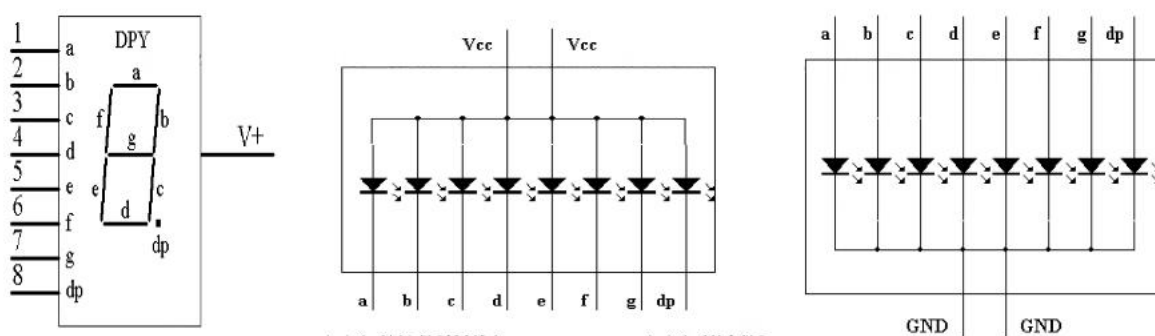 DPY
1 a
2 b
3 c
4 d
5 e
6 f
7 g
8 dp
a
f b
g
e c
d
dp
V+
Vcc Vcc
a b c d e f g dp
a b c d e f g dp
GND GND